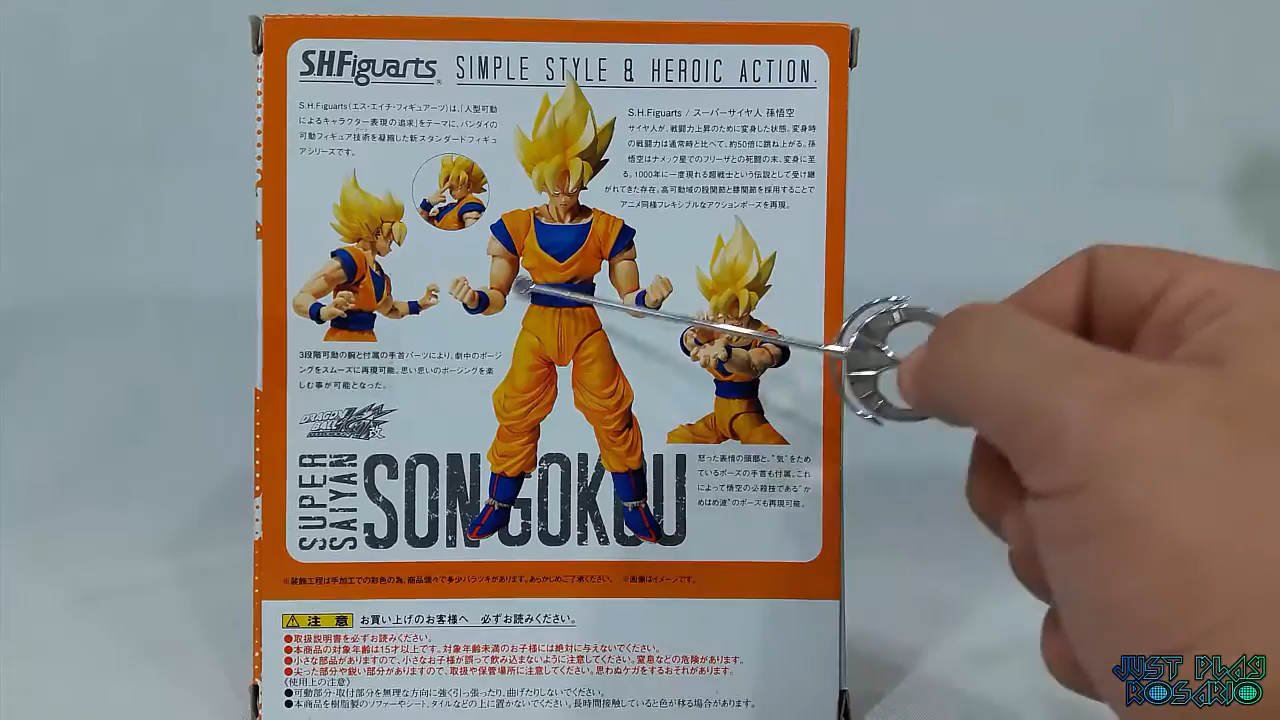 S.H.Figuarts
SIMPLE STYLE & HEROIC ACTION.
S.H.Figuarts(エス・エイチ・フィギュアーツ)は、「人型可動
によるキャラクター表現の追求」をテーマに、バンダイの
可動フィギュア技術を凝縮した新スタンダードフィギュ
アシリーズです。
S.H.Figuarts / スーパーサイヤ人 孫悟空
サイヤ人が、戦闘力上昇のために変身した状態。変身時
の戦闘力は通常時と比べて、約50倍に跳ね上がる。孫
悟空はナメック星でのフリーザとの死闘の末、変身に至
る。1000年に一度現れる超戦士という伝説として受け継
がれてきた存在。高可動域の股関節と膝関節を採用することで
アニメ同様フレキシブルなアクションポーズを再現。
3段階可動の腕と付属の手首パーツにより、劇中のポージ
ングをスムーズに再現可能。思い思いのポージングを楽
しむ事が可能となった。
DRAGON
BALL KAI 改
SUPER
SAIYAN
SON GOKOU
怒った表情の頭部と、"気"をため
ているポーズの手首も付属。これ
によって悟空の必殺技である"か
めはめ波"のポーズも再現可能。
※装飾工程は手加工での彩色の為、商品個々で多少バラツキがあります。あらかじめご了承ください。 ※画像はイメージです。
⚠注意 お買い上げのお客様へ 必ずお読みください。
●取扱説明書を必ずお読みください。
●本商品の対象年齢は15才以上です。対象年齢未満のお子様には絶対に与えないでください。
●小さな部品がありますので、小さなお子様が誤って飲み込まないように注意してください。窒息などの危険があります。
●尖った部分や鋭い部分がありますので、取扱や保管場所に注意してください。思わぬケガをするおそれがあります。
《使用上の注意》
●可動部分・取付部分を無理な方向に強く引っ張ったり、曲げたりしないでください。
●本商品を樹脂製のソファーやシート、タイルなどの上に置かないでください。長時間接触していると色が移る場合があります。
JUST PLAY
ROSARIO